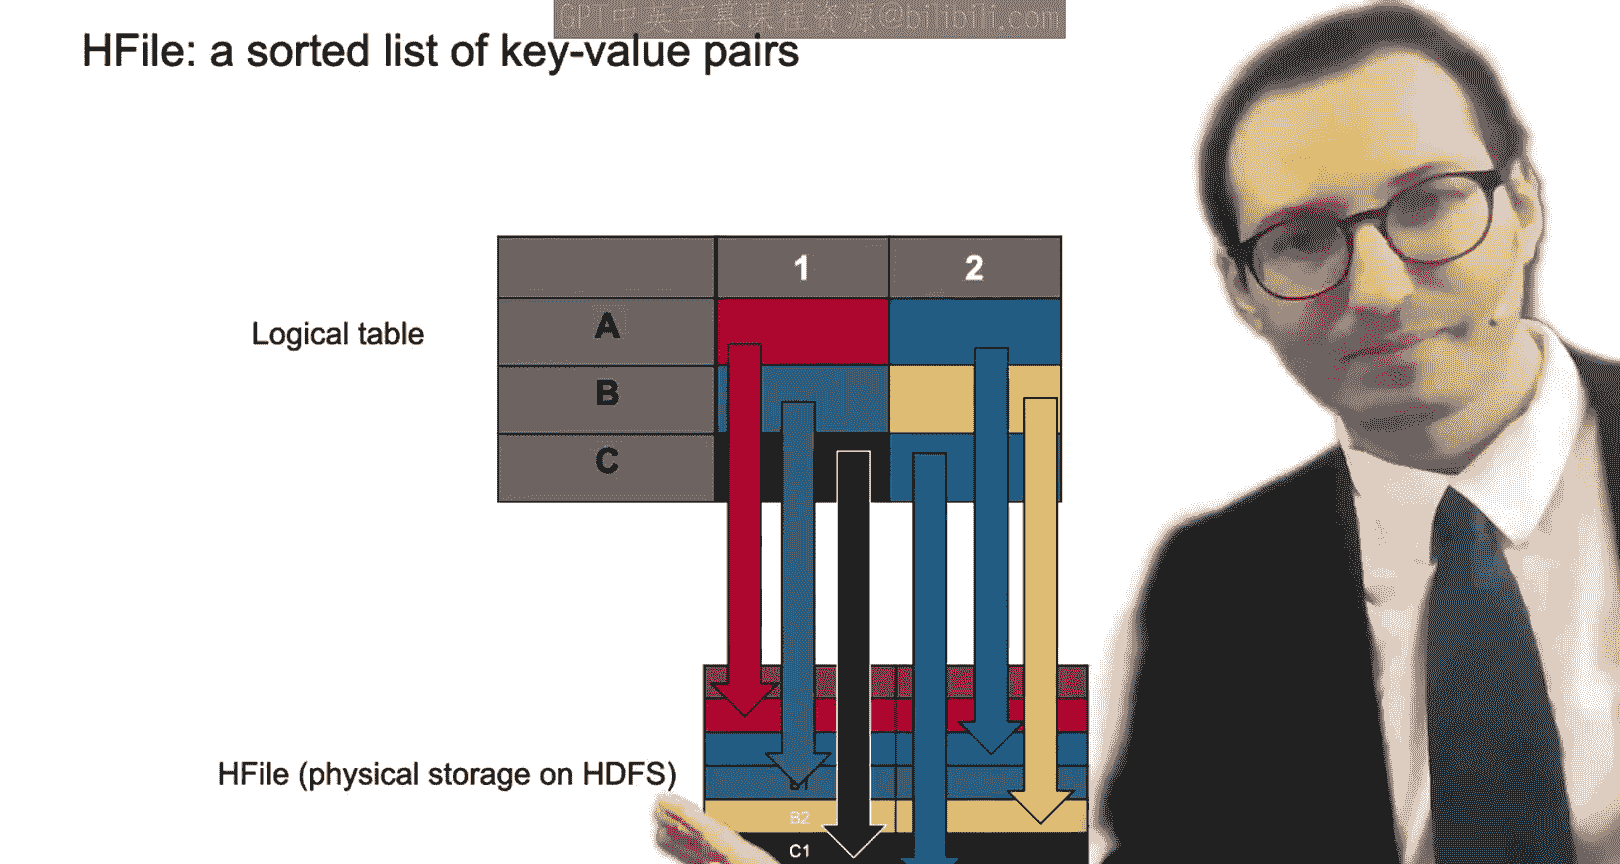 GPT中英字幕课程资源@bilibili.com
HFile: a sorted list of key-value pairs
1 2
A
Logical table
B
C
HFile (physical storage on HDFS)
B2
C1